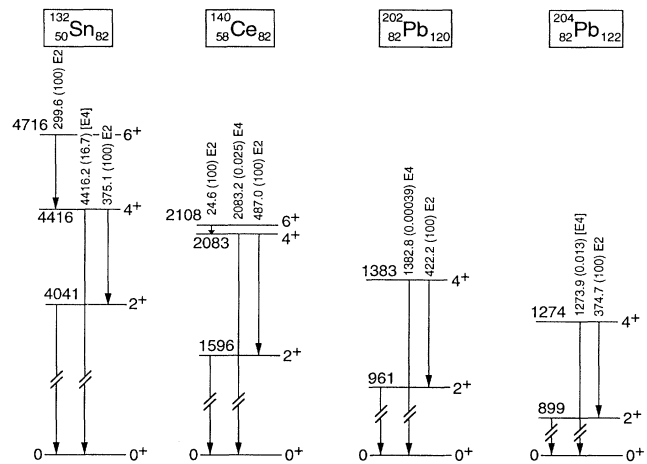 132
50Sn82
140
58Ce82
202
82Pb120
204
82Pb122
299.6 (100) E2
4416.2 (16.7) [E4]
375.1 (100) E2
4716
6+
4416
4+
4041
2+
0
0+
24.6 (100) E2
2083.2 (0.025) E4
487.0 (100) E2
2108
6+
2083
4+
1596
2+
0
0+
1382.8 (0.00039) E4
422.2 (100) E2
1383
4+
961
2+
0
0+
1273.9 (0.013) [E4]
374.7 (100) E2
1274
4+
899
2+
0
0+